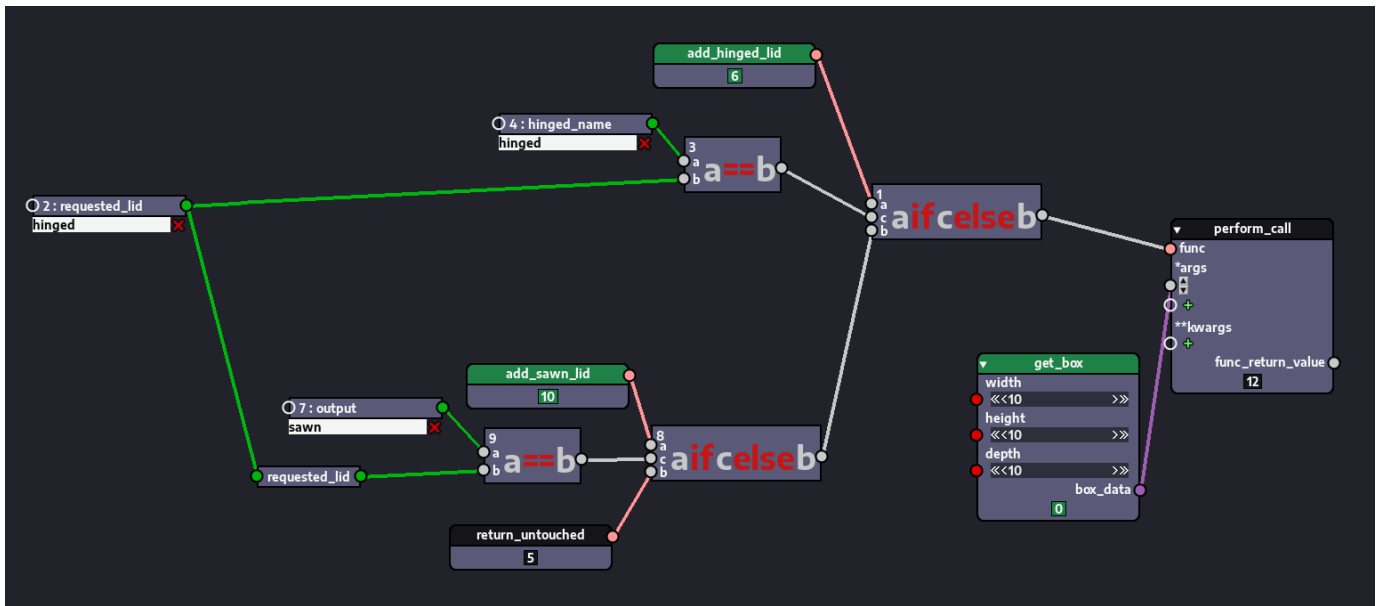 add_hinged_lid
6
4 : hinged_name
hinged
3
a
b
a==b
2 : requested_lid
hinged
1
a
c
b
aifcelseb
perform_call
func
*args
+
**kwargs
+
func_return_value
12
get_box
width
≪<10 >≫
height
≪<10 >≫
depth
≪<10 >≫
box_data
0
add_sawn_lid
10
7 : output
sawn
9
a
b
a==b
8
a
c
b
aifcelseb
requested_lid
return_untouched
5